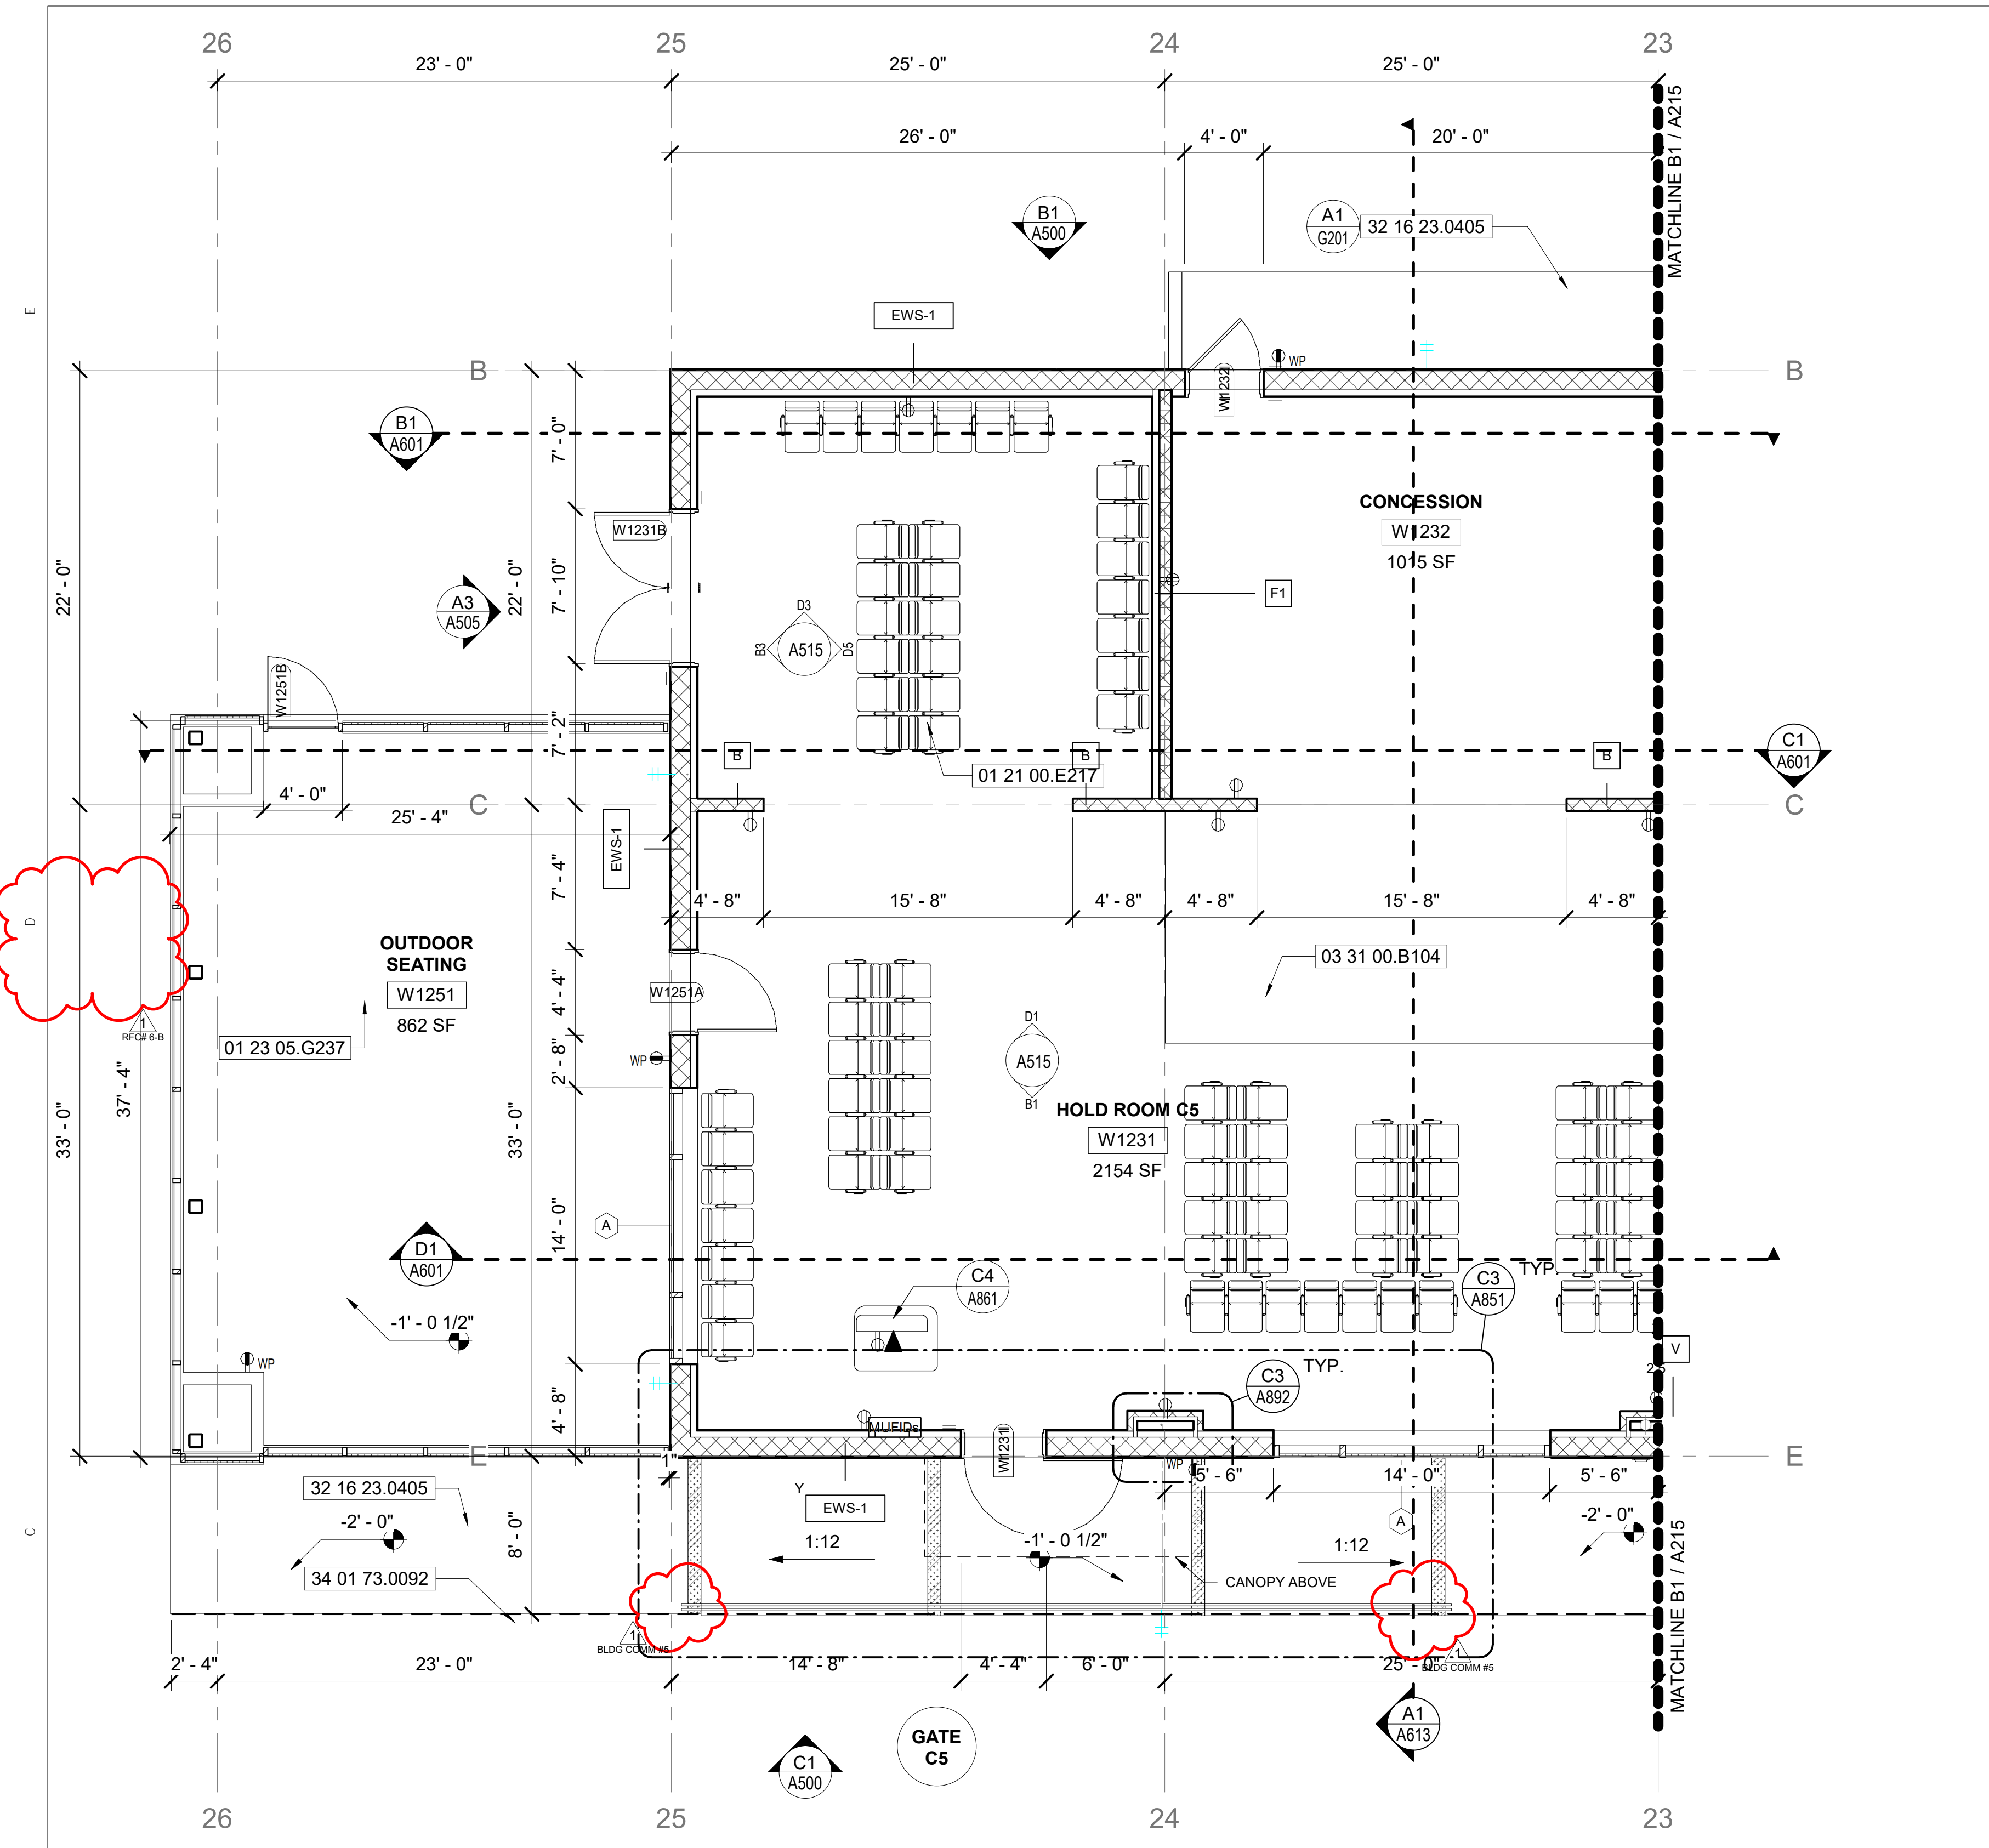 26
25
24
23
23' - 0"
25' - 0"
25' - 0"
26' - 0"
4' - 0"
20' - 0"
MATCHLINE B1 / A215
B1
A500
A1
G201
32 16 23.0405
E
EWS-1
B
WP
B
B1
A601
7' - 0"
CONCESSION
W1232
1015 SF
W1231B
22' - 0"
22' - 0"
7' - 10"
F1
A3
A505
D3
B3
A515
D5
W1251B
7' - 2"
B
B
B
C1
A601
01 21 00.E217
4' - 0"
C
C
25' - 4"
EWS-1
7' - 4"
4' - 8"
15' - 8"
4' - 8"
4' - 8"
15' - 8"
4' - 8"
D
OUTDOOR
SEATING
W1251
862 SF
03 31 00.B104
W1251A
4' - 4"
1
RFC# 6-B
01 23 05.G237
D1
A515
B1
WP
2' - 8"
37' - 4"
33' - 0"
33' - 0"
HOLD ROOM C5
W1231
2154 SF
14' - 0"
A
D1
A601
C4
A861
C3
A851
TYP.
-1' - 0 1/2"
V
WP
TYP.
C3
A892
4' - 8"
MUFIDs
E
1"
WP
E
5' - 6"
14' - 0"
5' - 6"
32 16 23.0405
Y
EWS-1
-2' - 0"
8' - 0"
1:12
-1' - 0 1/2"
1:12
A
-2' - 0"
34 01 73.0092
CANOPY ABOVE
C
1
BLDG COMM #5
1
BLDG COMM #5
2' - 4"
23' - 0"
14' - 8"
4' - 4"
6' - 0"
25' - 0"
MATCHLINE B1 / A215
A1
A613
GATE
C5
C1
A500
26
25
24
23